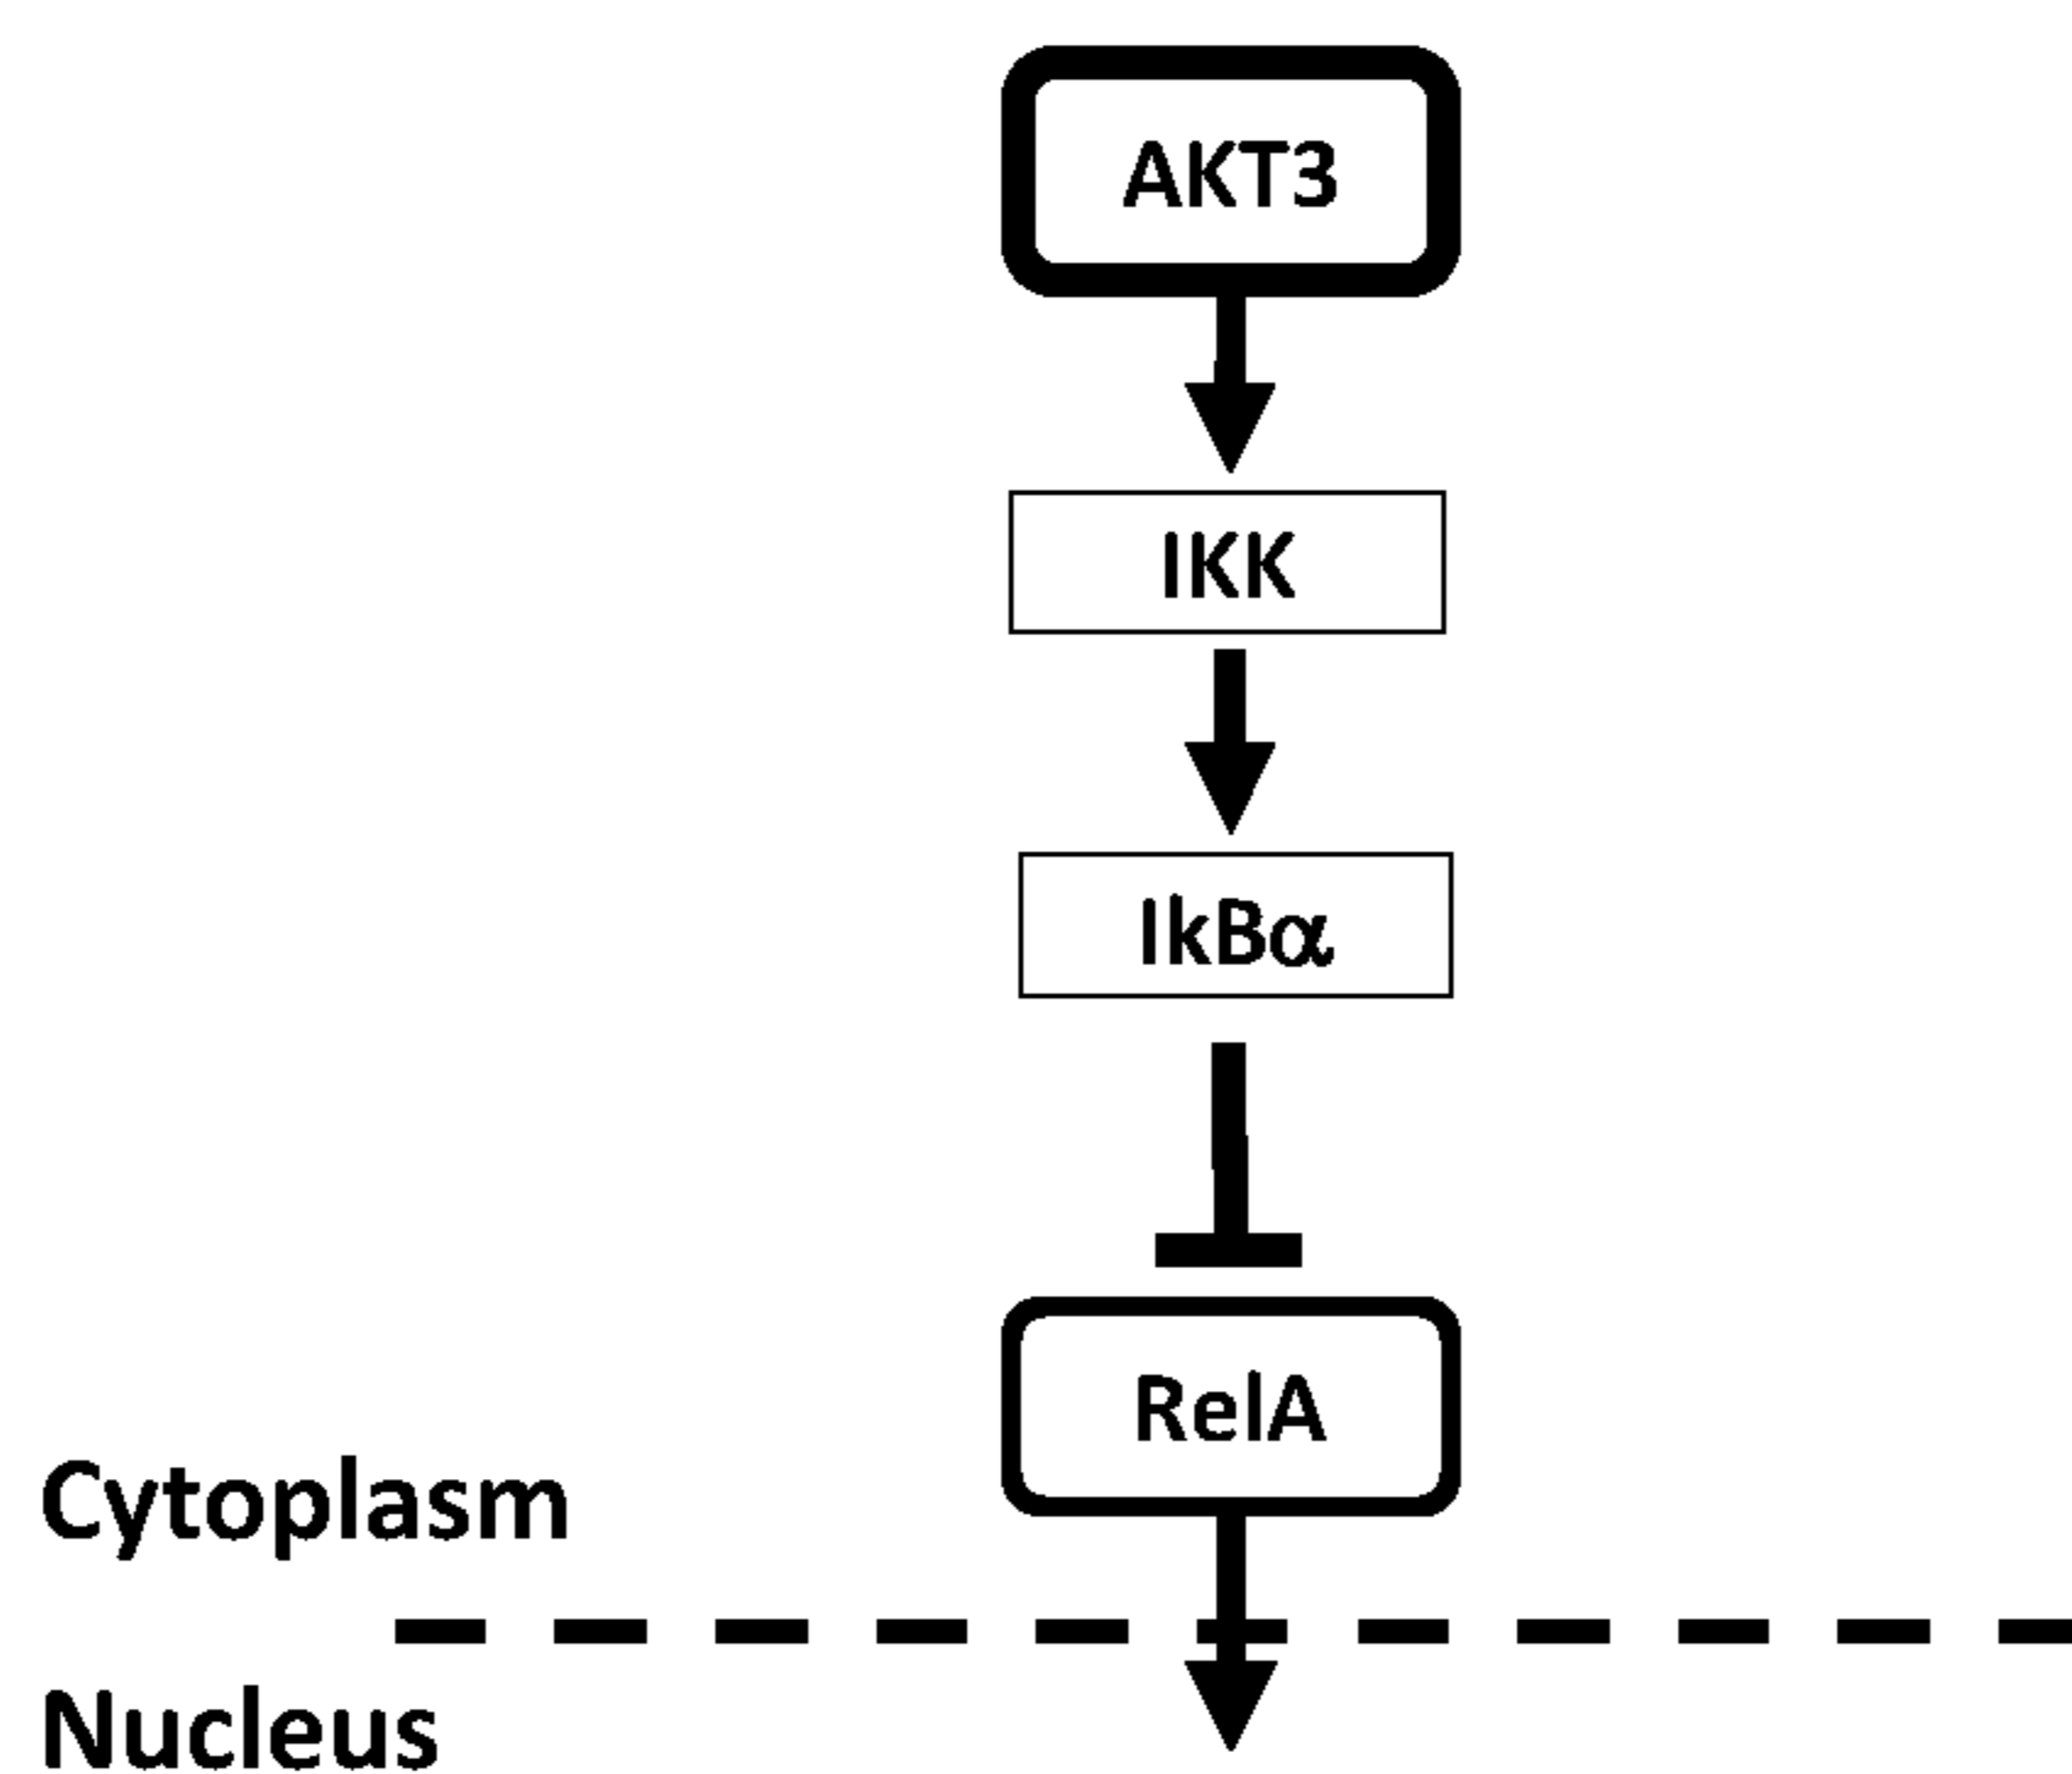 AKT3
IKK
IkBα
RelA
Cytoplasm
Nucleus